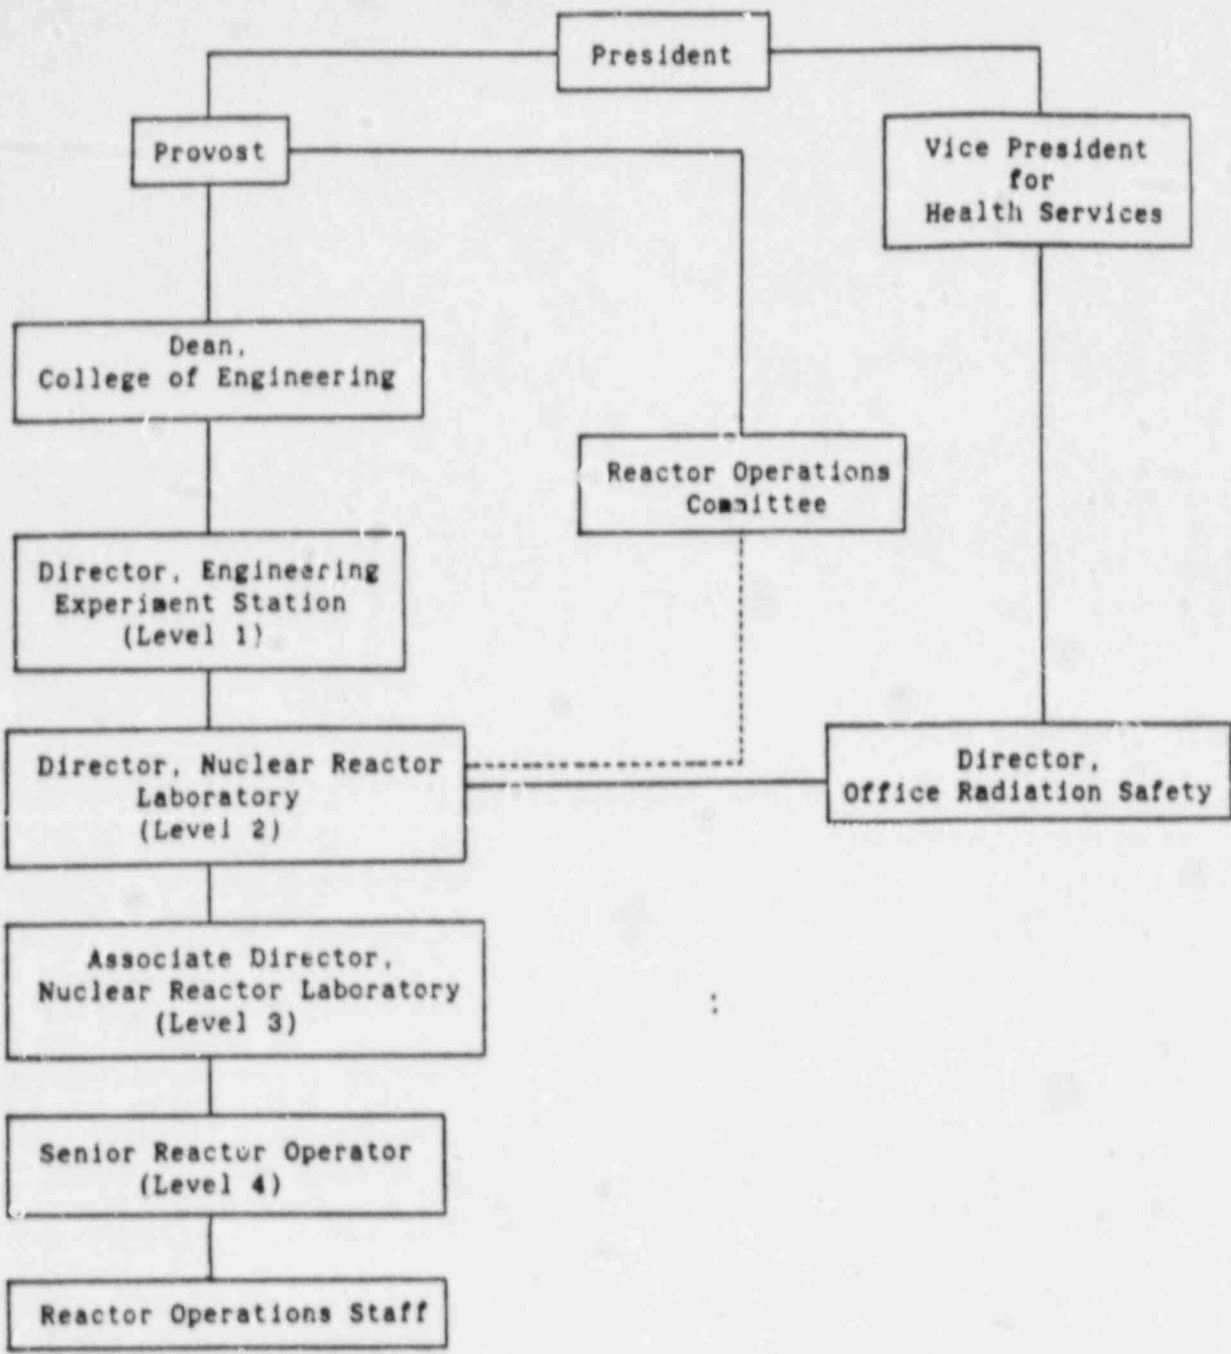 President
Provost
Vice President
for
Health Services
Dean,
College of Engineering
Reactor Operations
Committee
Director, Engineering
Experiment Station
(Level 1)
Director, Nuclear Reactor
Laboratory
(Level 2)
Director,
Office Radiation Safety
Associate Director,
Nuclear Reactor Laboratory
(Level 3)
Senior Reactor Operator
(Level 4)
Reactor Operations Staff